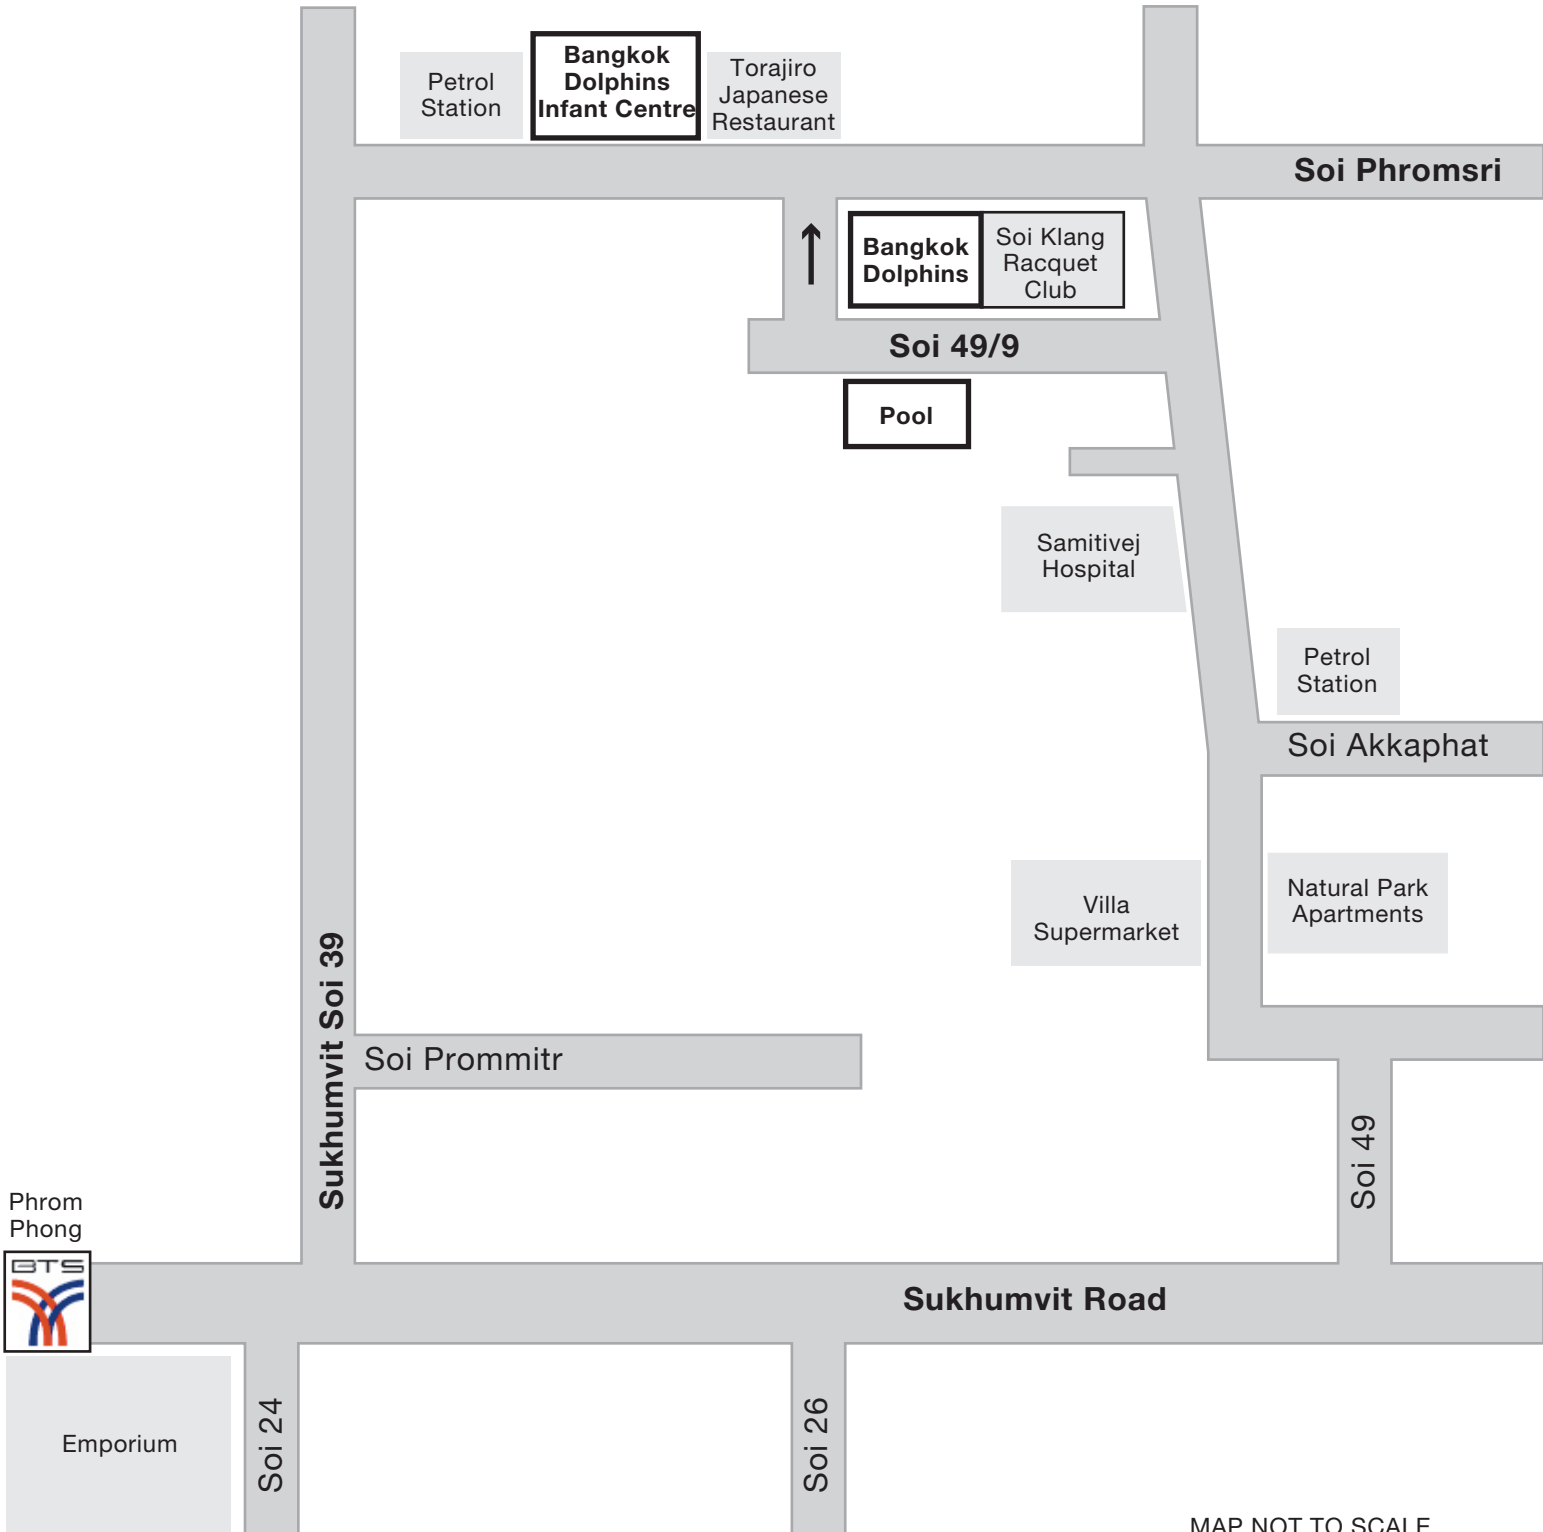 Bangkok
Dolphins
Infant Centre
Petrol
Station
Torajiro
Japanese
Restaurant
Soi Phromsri
Bangkok
Dolphins
Soi Klang
Racquet
Club
Soi 49/9
Pool
Samitivej
Hospital
Petrol
Station
Soi Akkaphat
Villa
Supermarket
Natural Park
Apartments
Sukhumvit Soi 39
Soi Prommitr
Soi 49
Phrom
Phong
BTS
Sukhumvit Road
Emporium
Soi 24
Soi 26
MAP NOT TO SCALE